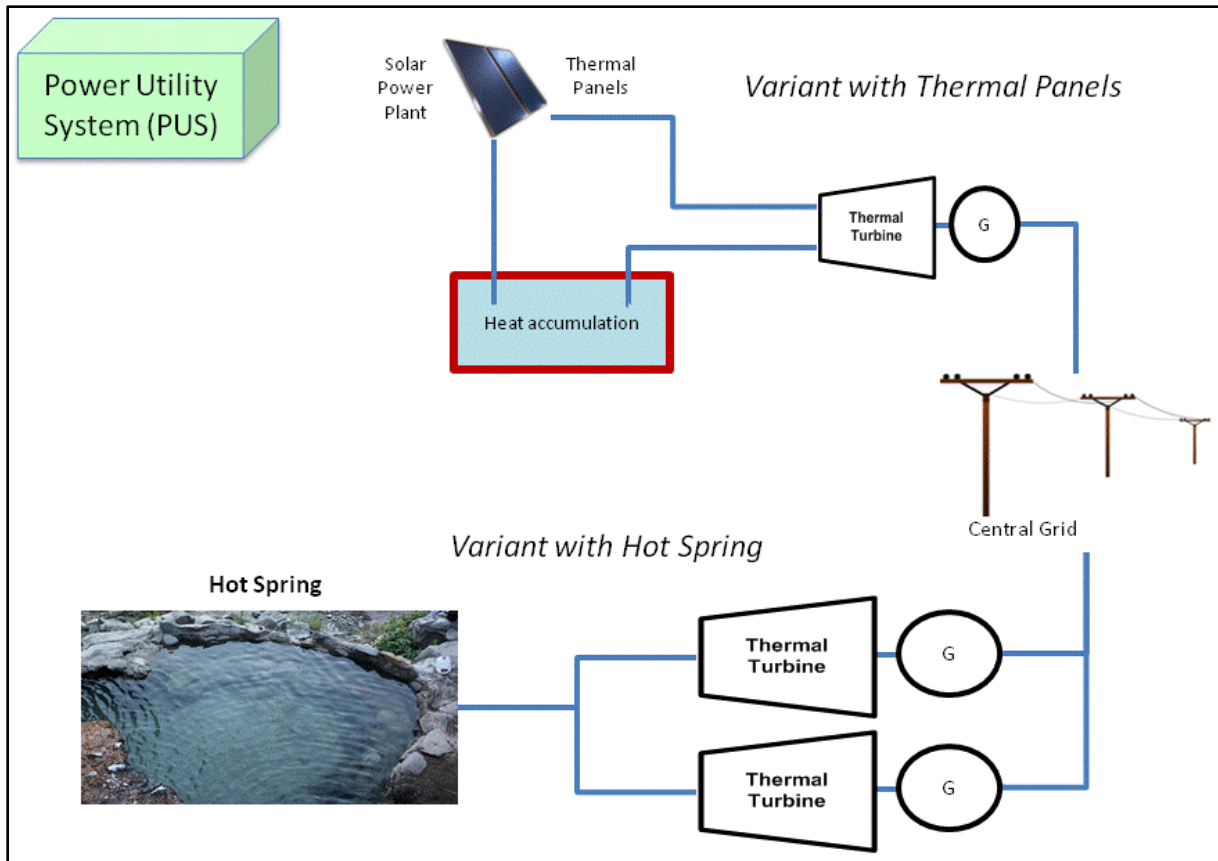 Power Utility
System (PUS)
Solar
Power
Plant
Thermal
Panels
Variant with Thermal Panels
Thermal
Turbine
G
Heat accumulation
Central Grid
Variant with Hot Spring
Hot Spring
Thermal
Turbine
G
Thermal
Turbine
G